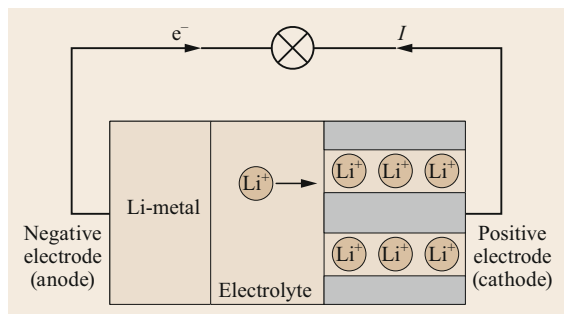 e⁻
I
Li⁺ Li⁺ Li⁺
Li⁺
Li-metal
Negative
electrode
(anode)
Positive
electrode
(cathode)
Li⁺ Li⁺ Li⁺
Electrolyte